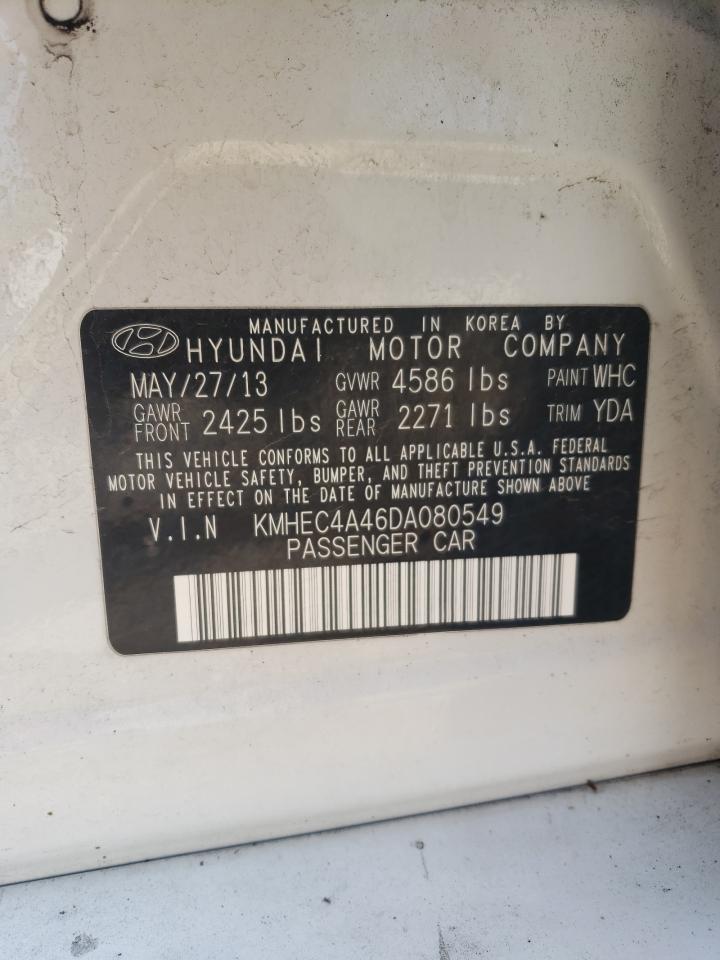 MANUFACTURED IN KOREA BY
HYUNDAI MOTOR COMPANY
MAY/27/13 GVWR 4586 lbs PAINT WHC
GAWR FRONT 2425 lbs GAWR REAR 2271 lbs TRIM YDA
THIS VEHICLE CONFORMS TO ALL APPLICABLE U.S.A. FEDERAL
MOTOR VEHICLE SAFETY, BUMPER, AND THEFT PREVENTION STANDARDS
IN EFFECT ON THE DATE OF MANUFACTURE SHOWN ABOVE
V.I.N KMHEC4A46DA080549
PASSENGER CAR